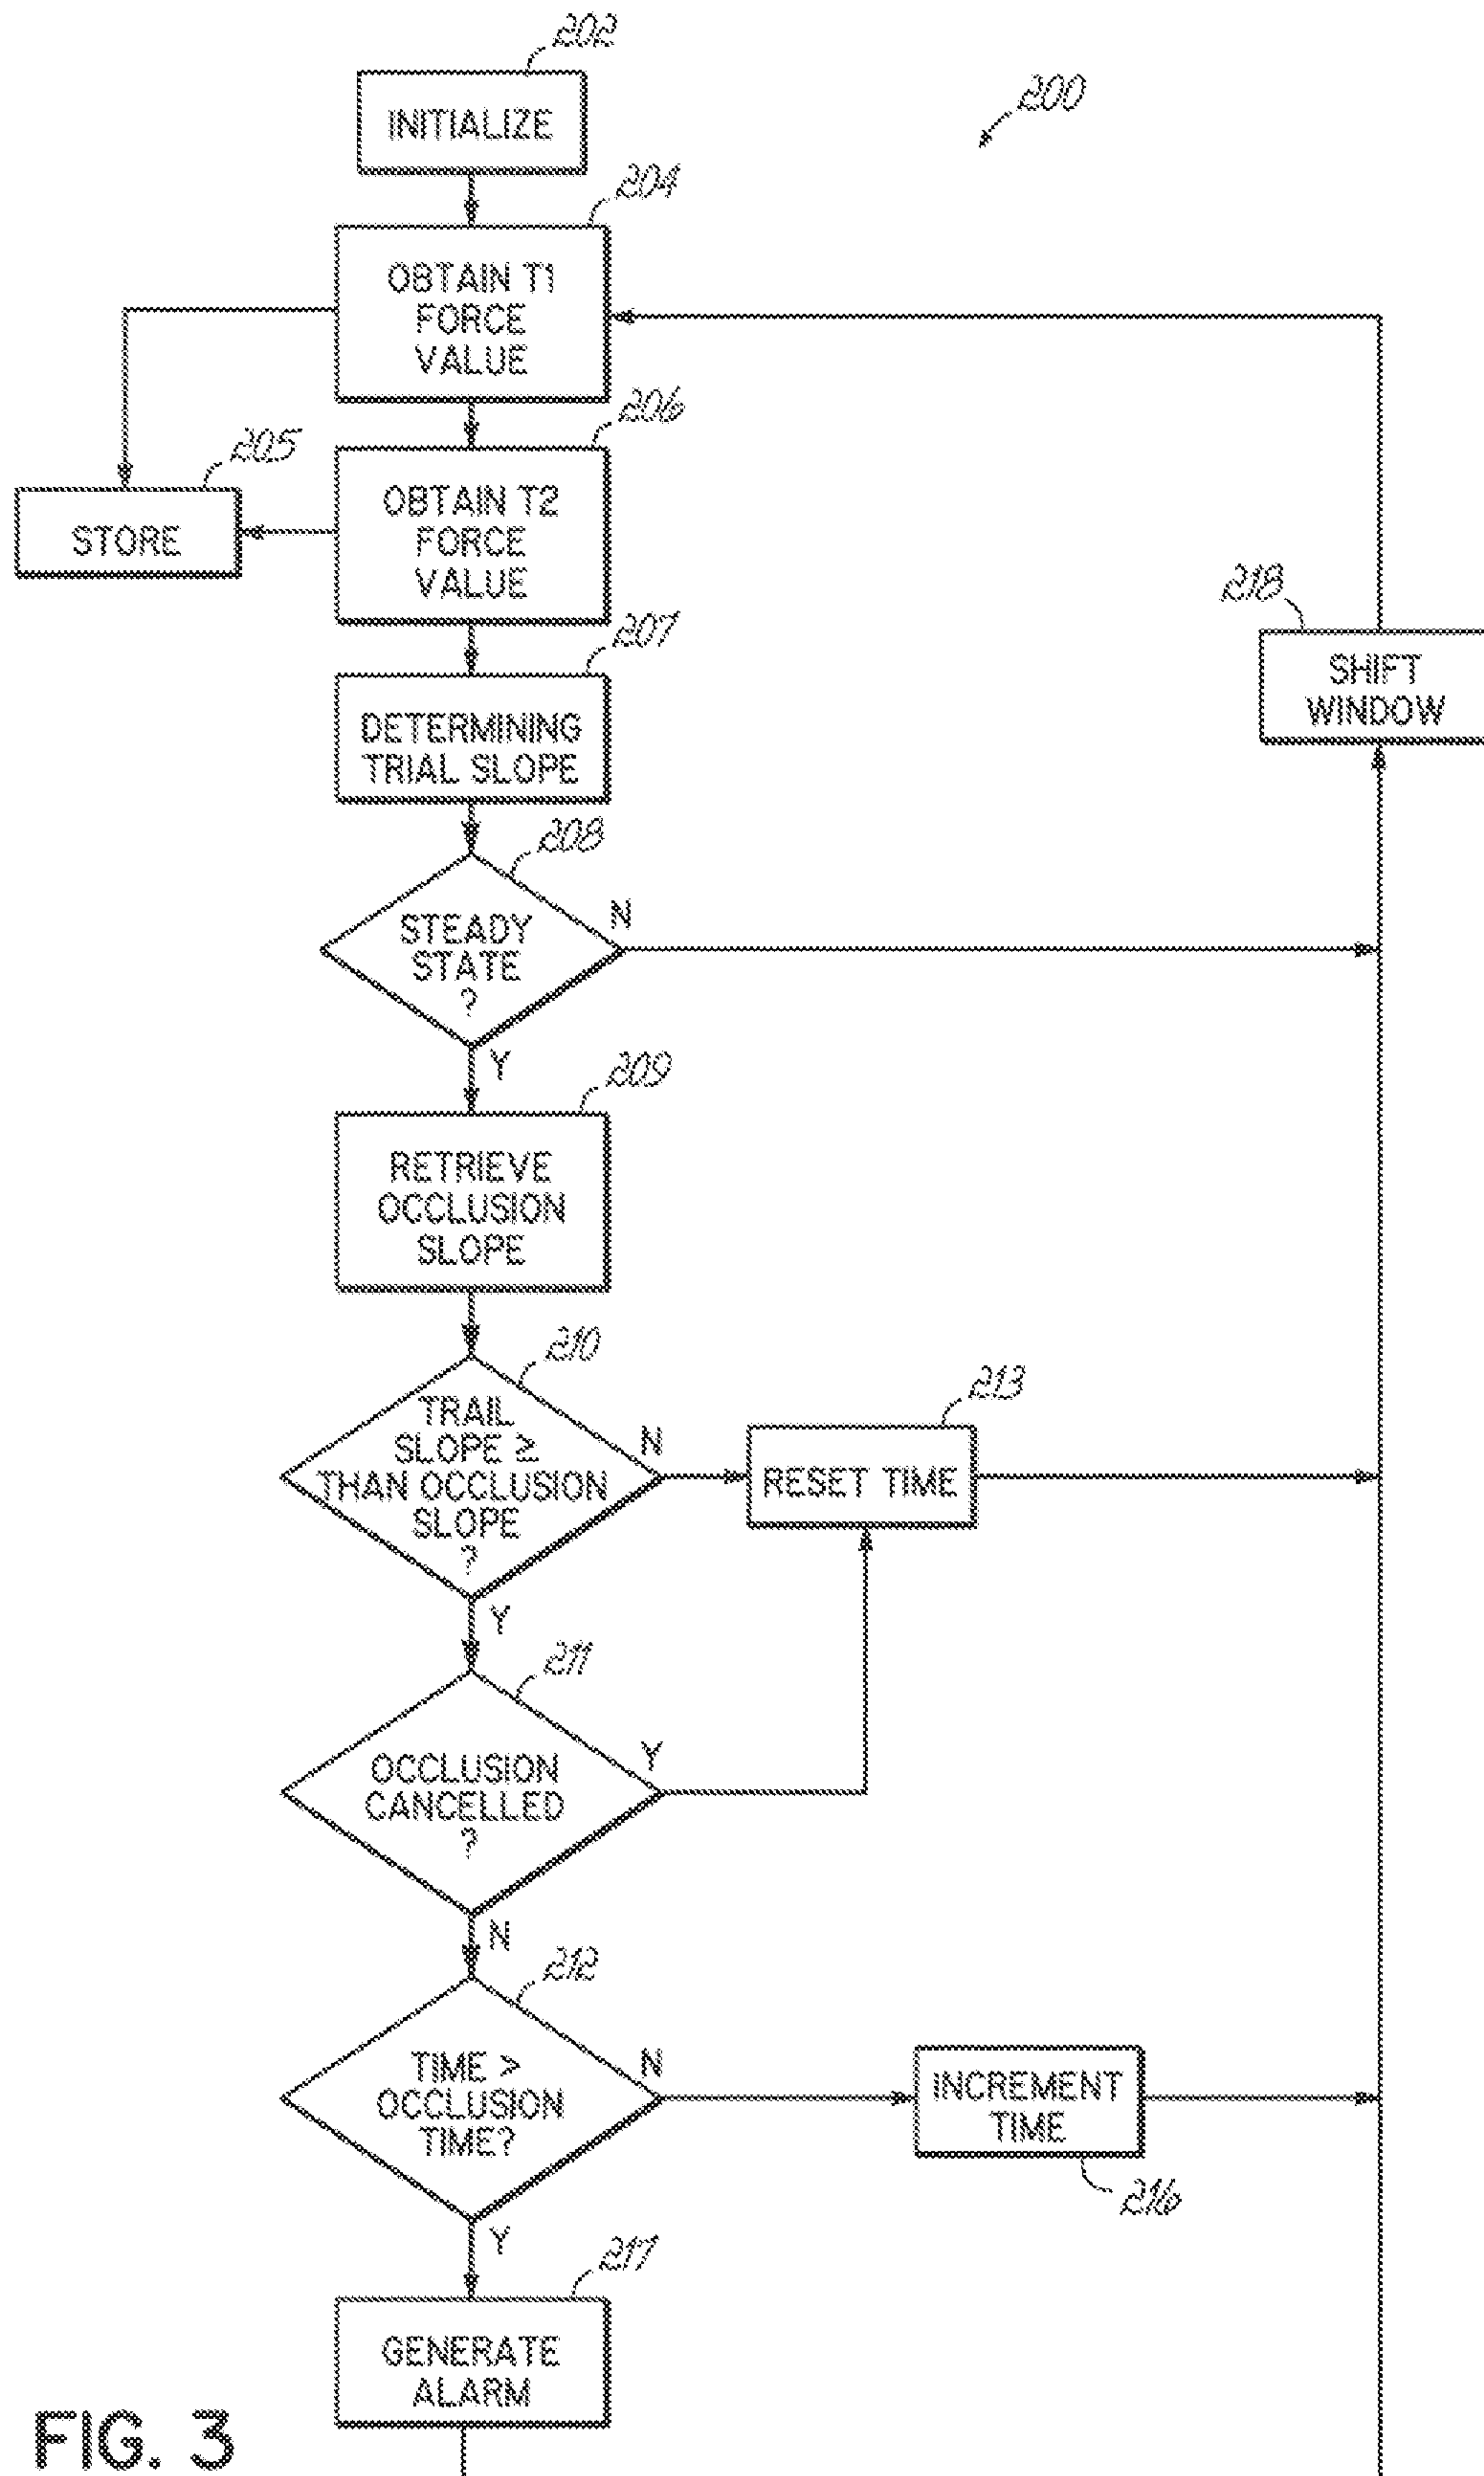 202
INITIALIZE
200
204
OBTAIN T1
FORCE
VALUE
206
205
OBTAIN T2
FORCE
VALUE
STORE
207
218
SHIFT
WINDOW
DETERMINING
TRIAL SLOPE
208
STEADY
STATE
?
N
Y
209
RETRIEVE
OCCLUSION
SLOPE
210
TRAIL
SLOPE ≥
THAN OCCLUSION
SLOPE
?
N
213
RESET TIME
Y
211
OCCLUSION
CANCELLED
?
Y
N
212
TIME >
OCCLUSION
TIME?
N
INCREMENT
TIME
216
Y
217
GENERATE
ALARM
FIG. 3